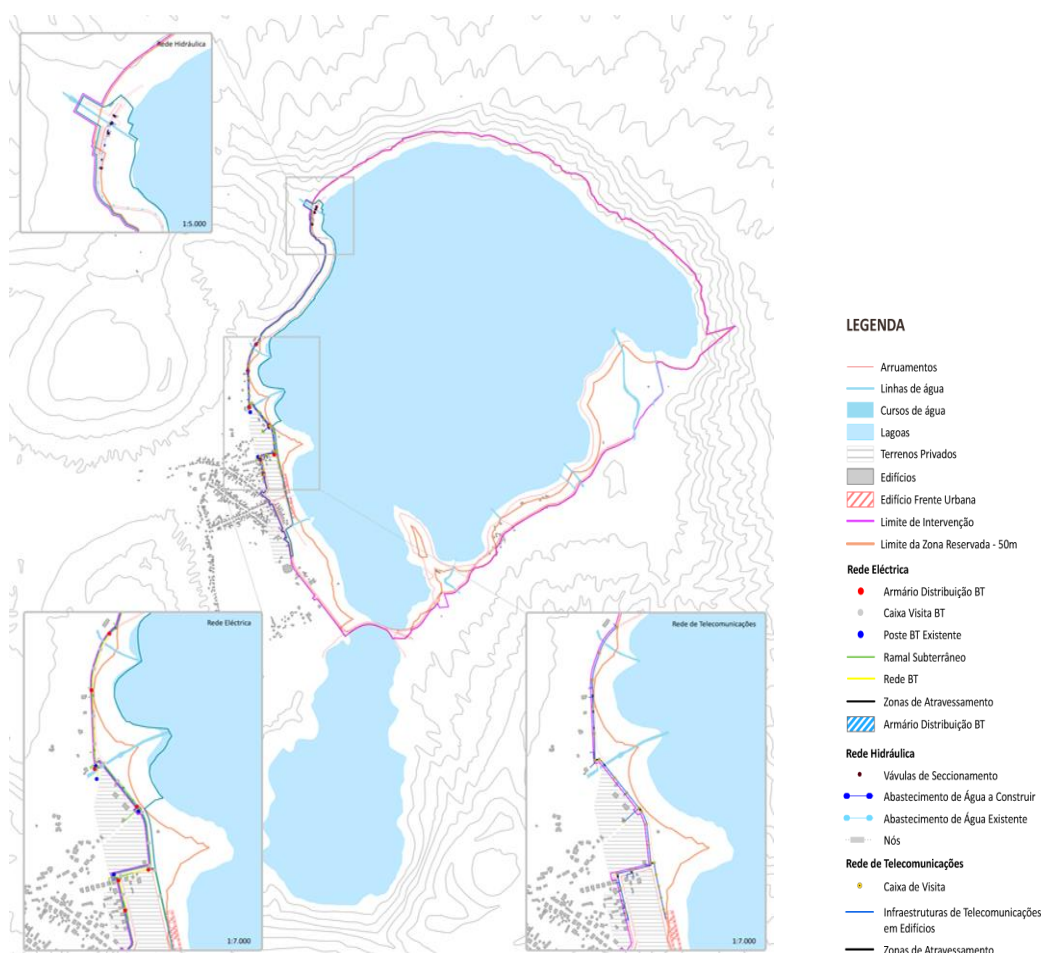 Rede Hidráulica
1:5.000
Rede Eléctrica
1:7.000
Rede de Telecomunicações
1:7.000
LEGENDA
Arruamentos
Linhas de água
Cursos de água
Lagoas
Terrenos Privados
Edifícios
Edifício Frente Urbana
Limite de Intervenção
Limite da Zona Reservada - 50m
Rede Eléctrica
Armário Distribuição BT
Caixa Visita BT
Poste BT Existente
Ramal Subterrâneo
Rede BT
Zonas de Atravessamento
Armário Distribuição BT
Rede Hidráulica
Vávulas de Seccionamento
Abastecimento de Água a Construir
Abastecimento de Água Existente
Nós
Rede de Telecomunicações
Caixa de Visita
Infraestruturas de Telecomunicações
em Edifícios
Zonas de Atravessamento